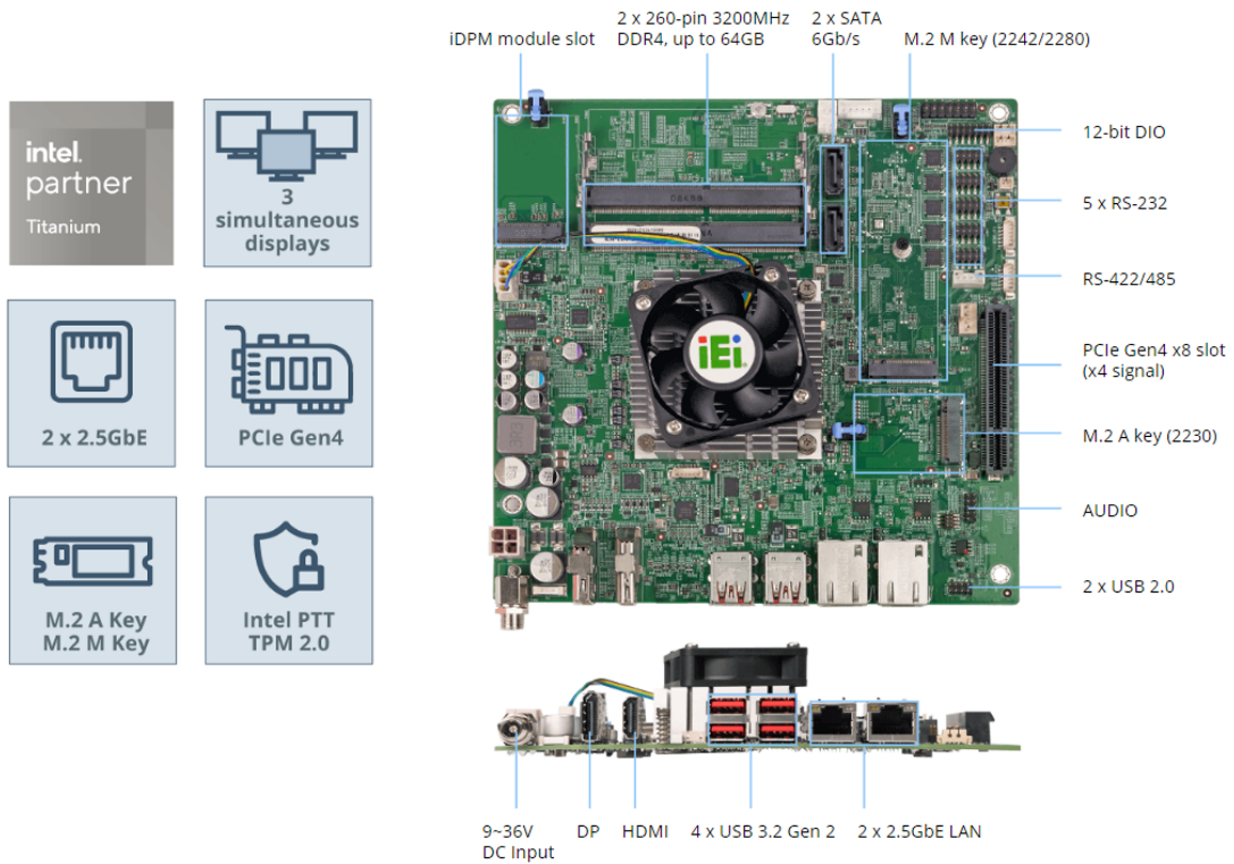 iDPM module slot
2 x 260-pin 3200MHz
DDR4, up to 64GB
2 x SATA
6Gb/s
M.2 M key (2242/2280)
intel.
partner
Titanium
3
simultaneous
displays
2 x 2.5GbE
PCIe Gen4
M.2 A Key
M.2 M Key
Intel PTT
TPM 2.0
12-bit DIO
5 x RS-232
RS-422/485
PCIe Gen4 x8 slot
(x4 signal)
M.2 A key (2230)
AUDIO
2 x USB 2.0
iEi
3R3
9~36V
DC Input
DP
HDMI
4 x USB 3.2 Gen 2
2 x 2.5GbE LAN